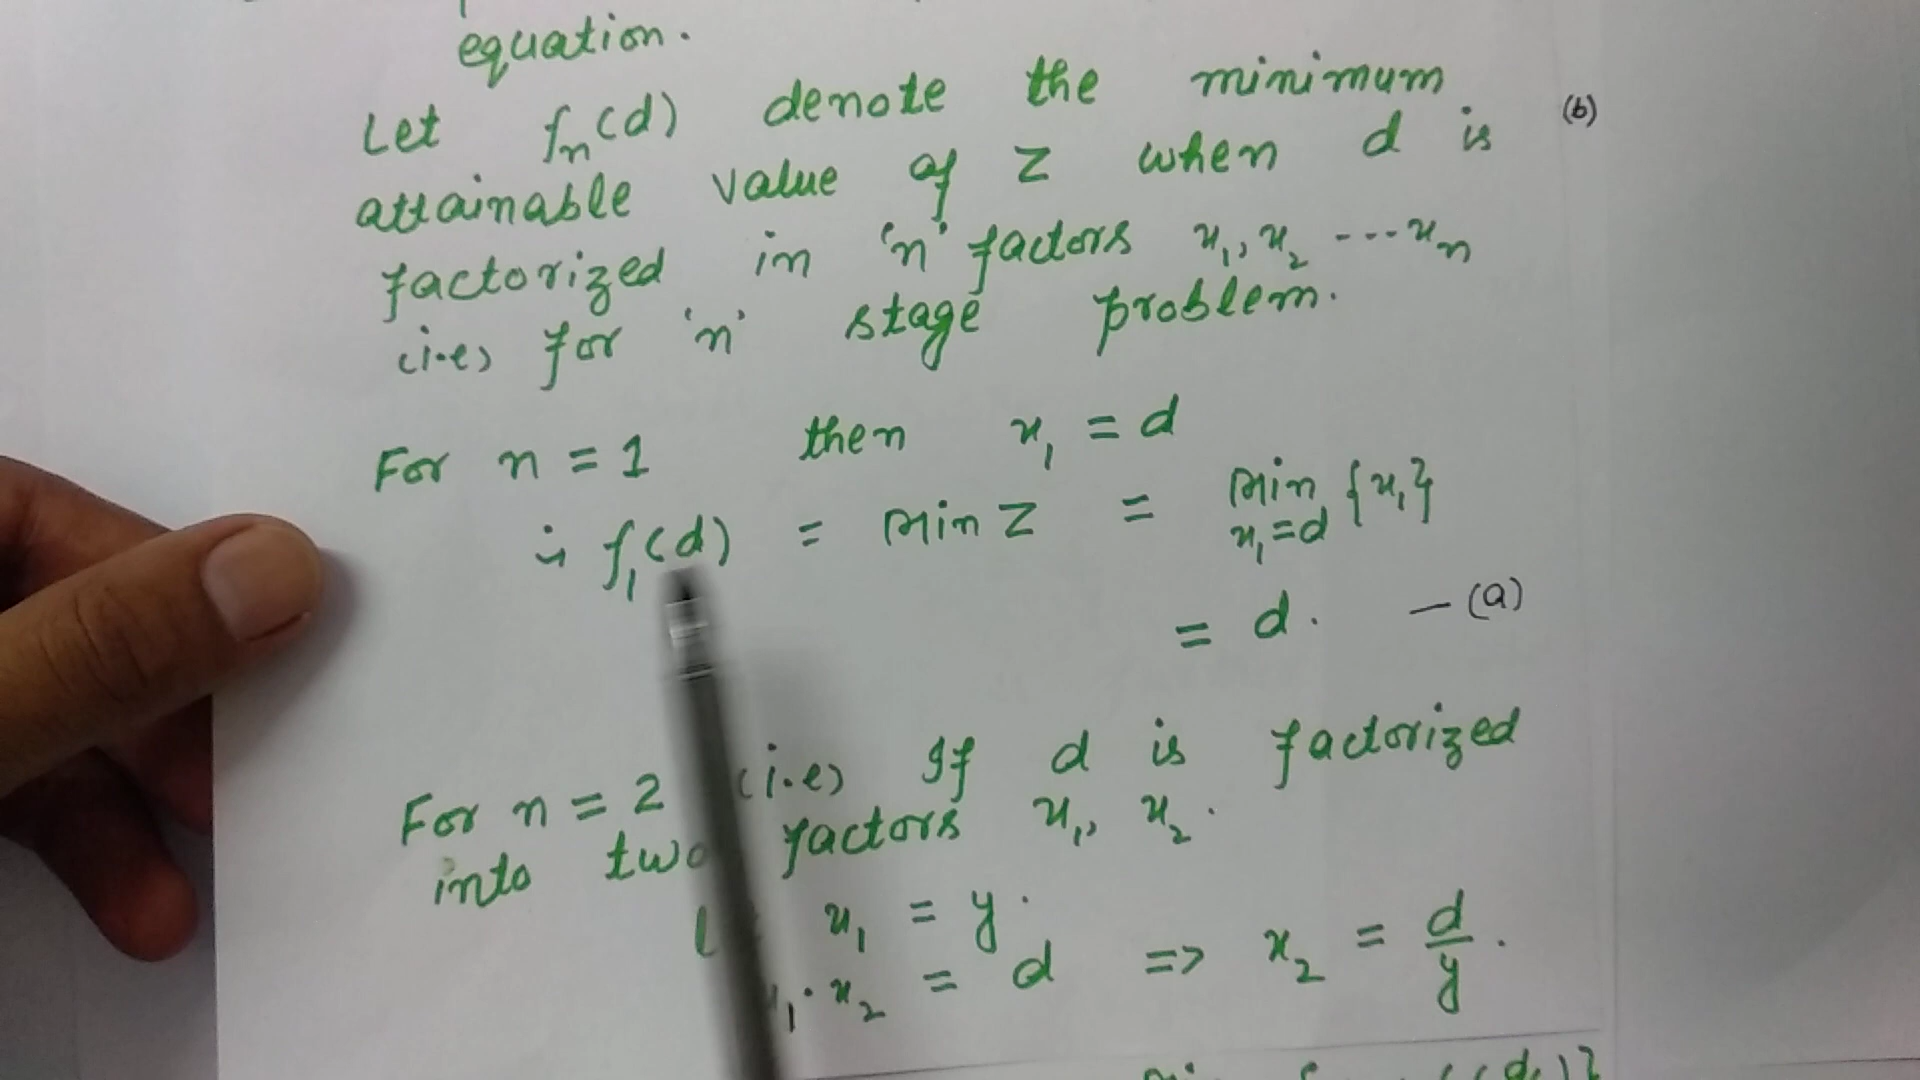 equation.
Let fn(d) denote the minimum
attainable value of Z when d is (b)
factorized in 'n' factors x1, x2 ---xn
(i.e) for 'n' stage problem.
For n = 1 then x1 = d
∴ f1(d) = Min Z = Min {x1}
x1=d
= d. —(a)
For n = 2 (i.e) If d is factorized
into two factors x1, x2.
x1 = y.
x1·x2 = d => x2 = d/y.